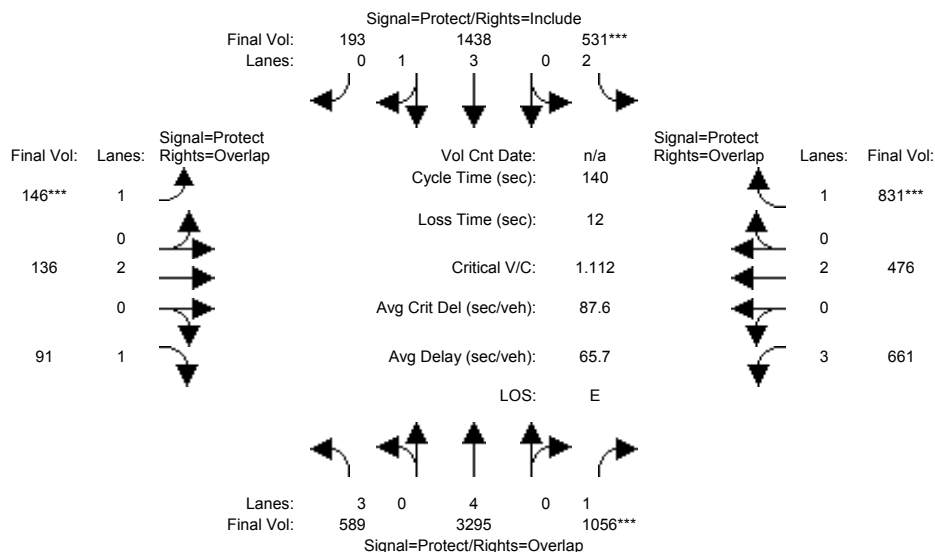 Signal=Protect/Rights=Include
Final Vol: 193 1438 531***
Lanes: 0 1 3 0 2
Signal=Protect Signal=Protect
Final Vol: Lanes: Rights=Overlap Vol Cnt Date: n/a Rights=Overlap Lanes: Final Vol:
Cycle Time (sec): 140
146*** 1 1 831***
Loss Time (sec): 12
0 0
136 2 Critical V/C: 1.112 2 476
0 Avg Crit Del (sec/veh): 87.6 0
91 1 Avg Delay (sec/veh): 65.7 3 661
LOS: E
Lanes: 3 0 4 0 1
Final Vol: 589 3295 1056***
Signal=Protect/Rights=Overlap